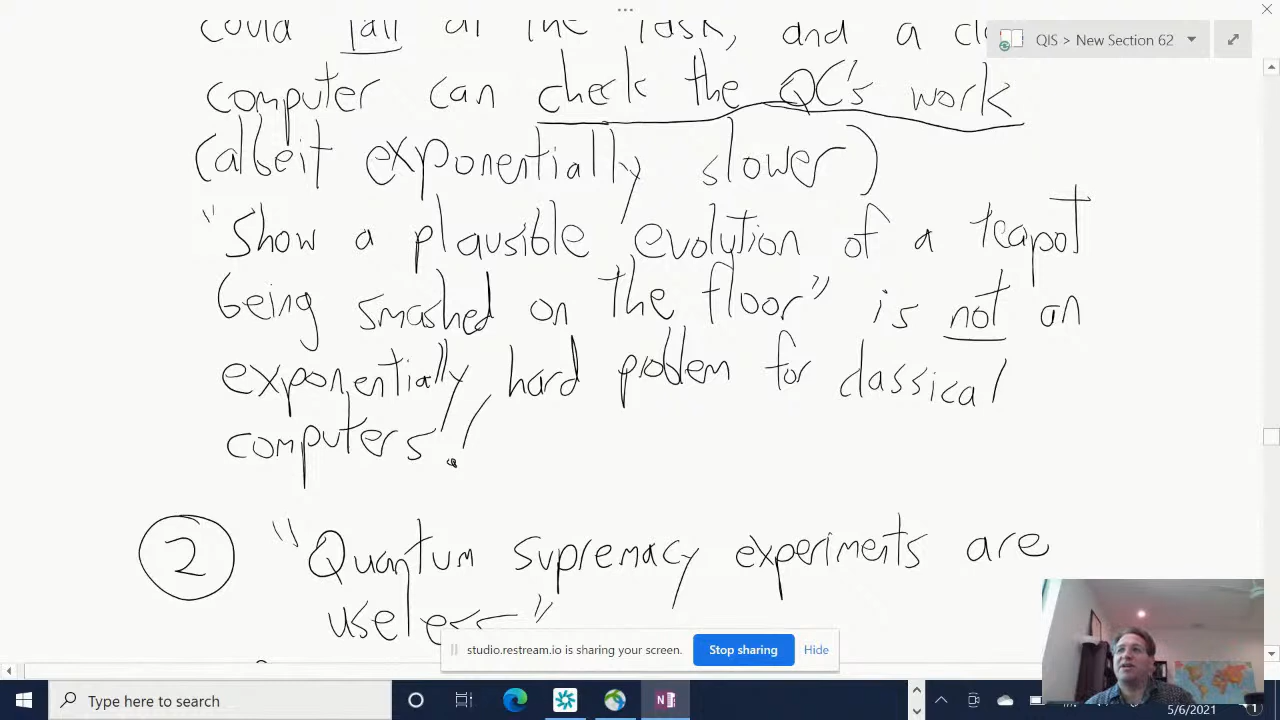 could fail at the task, and a cl
QIS > New Section 62
computer can check the QC's work
(albeit exponentially slower)
"Show a plausible evolution of a teapot
being smashed on the floor" is not an
exponentially hard problem for classical
computers!
2 "Quantum supremacy experiments are
useless"
studio.restream.io is sharing your screen.
Stop sharing
Hide
Type here to search
5/6/2021
1